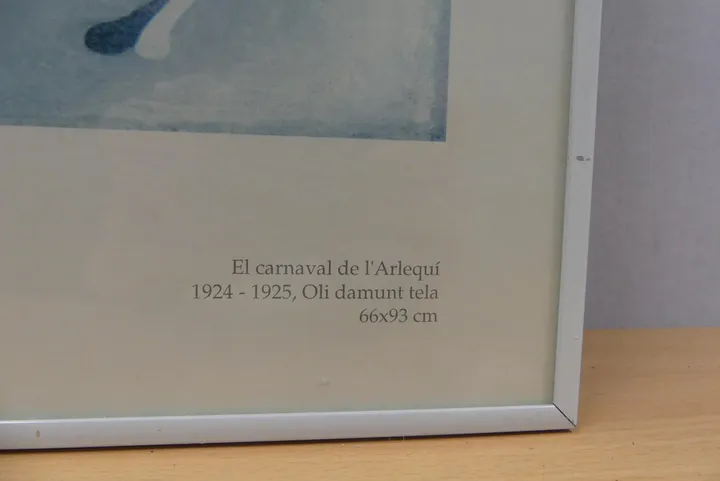 El carnaval de l'Arlequí
1924 - 1925, Oli damunt tela
66x93 cm